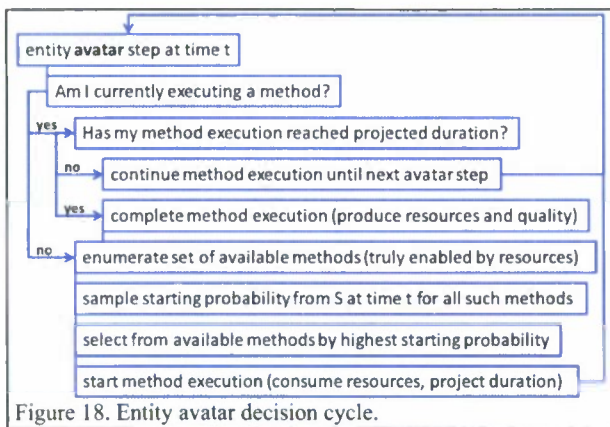 entity avatar step at time t
Am I currently executing a method?
yes
Has my method execution reached projected duration?
no
continue method execution until next avatar step
yes
complete method execution (produce resources and quality)
no
enumerate set of available methods (truly enabled by resources)
sample starting probability from S at time t for all such methods
select from available methods by highest starting probability
start method execution (consume resources, project duration)
Figure 18. Entity avatar decision cycle.